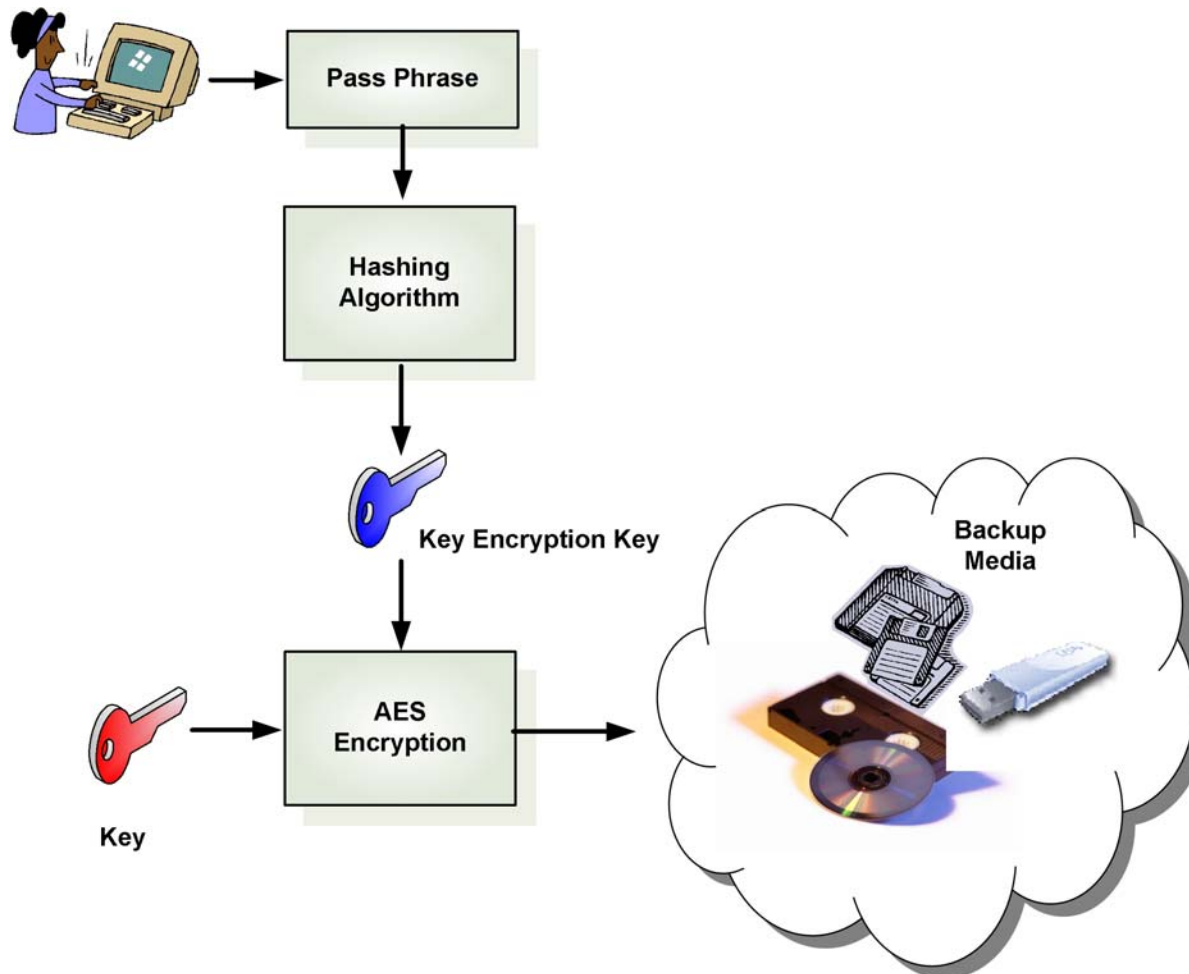 Pass Phrase
Hashing
Algorithm
Key Encryption Key
Backup
Media
AES
Encryption
Key